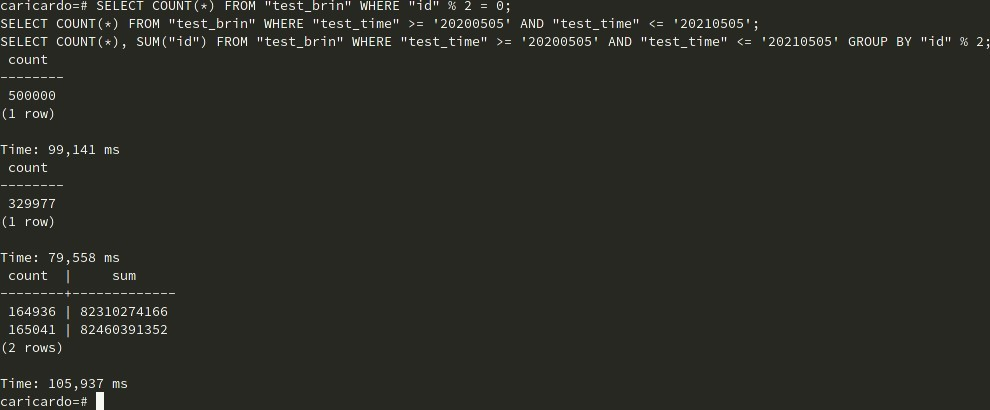 caricardo=# SELECT COUNT(*) FROM "test_brin" WHERE "id" % 2 = 0;
SELECT COUNT(*) FROM "test_brin" WHERE "test_time" >= '20200505' AND "test_time" <= '20210505';
SELECT COUNT(*), SUM("id") FROM "test_brin" WHERE "test_time" >= '20200505' AND "test_time" <= '20210505' GROUP BY "id" % 2;
 count
--------
 500000
(1 row)

Time: 99,141 ms
 count
--------
 329977
(1 row)

Time: 79,558 ms
 count  |     sum
--------+-------------
 164936 | 82310274166
 165041 | 82460391352
(2 rows)

Time: 105,937 ms
caricardo=#